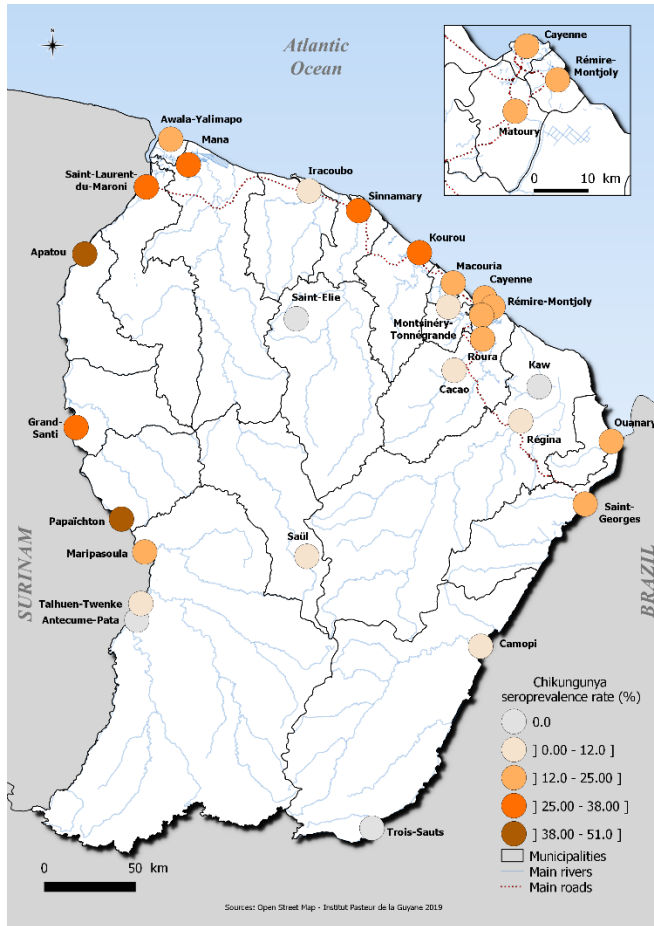 Atlantic
Ocean
Cayenne
Rémire-
Montjoly
Matoury
0
10 km
Awala-Yalimapo
Mana
Saint-Laurent-
du-Maroni
Iracoubo
Sinnamary
Apatou
Kourou
Macouria
Cayenne
Saint-Elie
Rémire-Montjoly
Montsinéry-
Tonnégrande
Roura
Kaw
Cacao
Grand-
Santi
Ouanary
Régina
Papaïchton
Saint-
Georges
Saül
Maripasoula
SURINAM
BRAZIL
Talhuen-Twenke
Antecume-Pata
Camopi
Chikungunya
seroprevalence rate (%)
0.0
] 0.00 - 12.0 ]
] 12.0 - 25.00 ]
] 25.00 - 38.00 ]
] 38.00 - 51.0 ]
Municipalities
Main rivers
Main roads
Trois-Sauts
0
50 km
Sources: Open Street Map - Institut Pasteur de la Guyane 2019